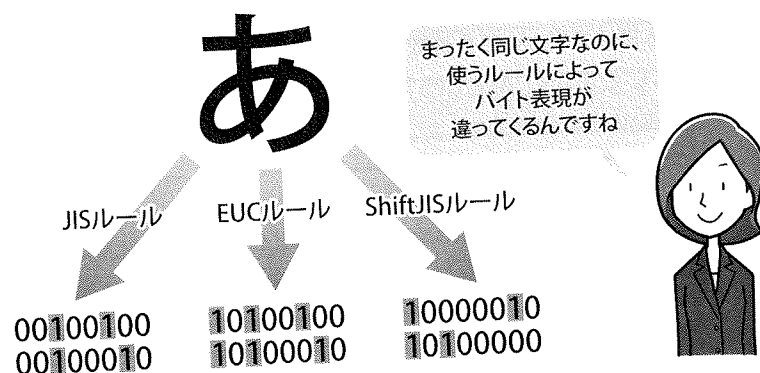 あ
まったく同じ文字なのに、
使うルールによって
バイト表現が
違ってくるんですね
JISルール
EUCルール
ShiftJISルール
00100100
00100010
10100100
10100010
10000010
10100000